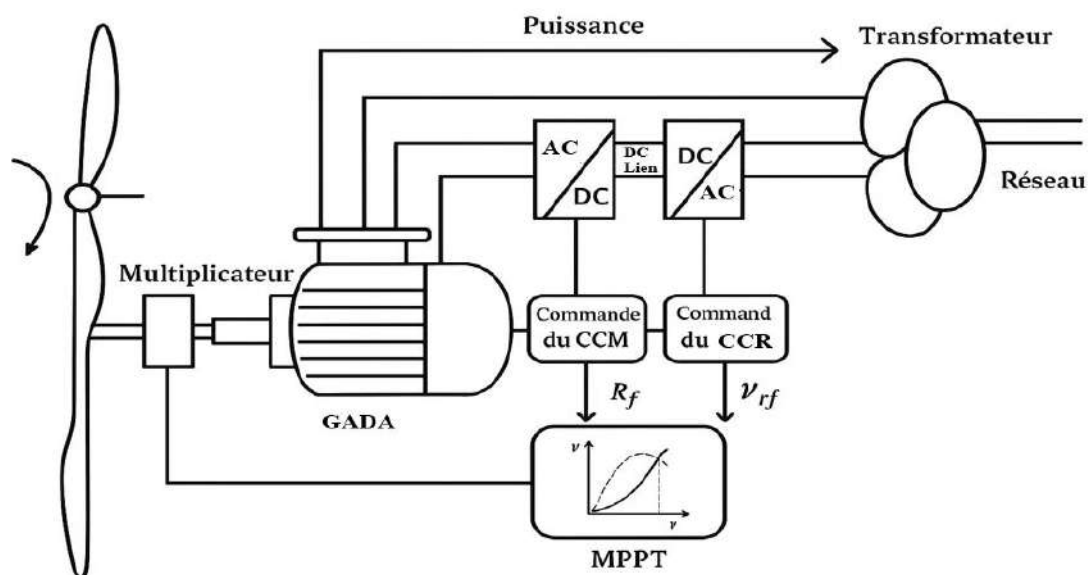 Puissance
Transformateur
AC
DC
DC
Lien
DC
AC
Réseau
Multiplicateur
Commande
du CCM
Command
du CCR
GADA
R_f
ν_rf
ν
ν
MPPT